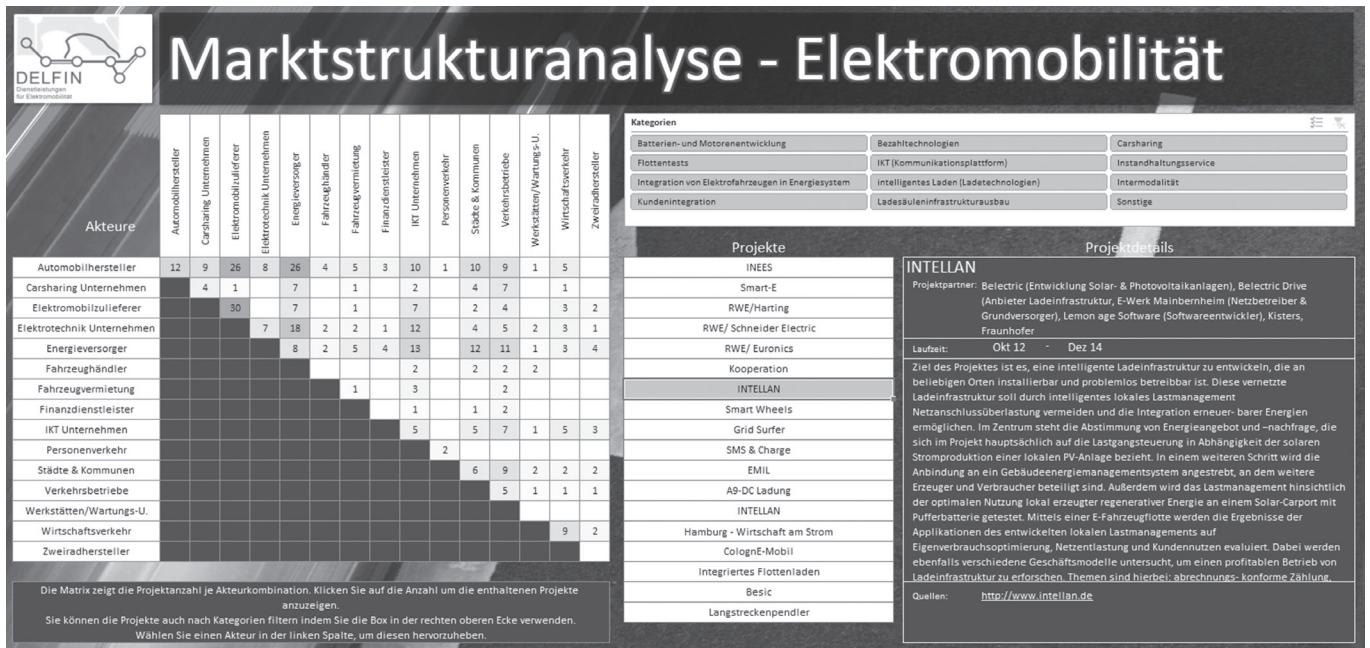 DELFIN
Dienstleistungen
für Elektromobilität
Marktstrukturanalyse - Elektromobilität
Akteure
Automobilhersteller
Carsharing Unternehmen
Elektromobilzulieferer
Elektrotechnik Unternehmen
Energieversorger
Fahrzeughändler
Fahrzeugvermietung
Finanzdienstleister
IKT Unternehmen
Personenverkehr
Städte & Kommunen
Verkehrsbetriebe
Werkstätten/Wartungs-U.
Wirtschaftsverkehr
Zweiradhersteller
Automobilhersteller 12 9 26 8 26 4 5 3 10 1 10 9 1 5
Carsharing Unternehmen 4 1 7 1 2 4 7 1
Elektromobilzulieferer 30 7 1 7 2 4 3 2
Elektrotechnik Unternehmen 7 18 2 2 1 12 4 5 2 3 1
Energieversorger 8 2 5 4 13 12 11 1 3 4
Fahrzeughändler 2 2 2 2
Fahrzeugvermietung 1 3 2
Finanzdienstleister 1 1 2
IKT Unternehmen 5 5 7 1 5 3
Personenverkehr 2
Städte & Kommunen 6 9 2 2 2
Verkehrsbetriebe 5 1 1 1
Werkstätten/Wartungs-U.
Wirtschaftsverkehr 9 2
Zweiradhersteller
Die Matrix zeigt die Projektanzahl je Akteurkombination. Klicken Sie auf die Anzahl um die enthaltenen Projekte
anzuzeigen.
Sie können die Projekte auch nach Kategorien filtern indem Sie die Box in der rechten oberen Ecke verwenden.
Wählen Sie einen Akteur in der linken Spalte, um diesen hervorzuheben.
Kategorien
Batterien- und Motorenentwicklung Bezahltechnologien Carsharing
Flottentests IKT (Kommunikationsplattform) Instandhaltungsservice
Integration von Elektrofahrzeugen in Energiesystem intelligentes Laden (Ladetechnologien) Intermodalität
Kundenintegration Ladesäuleninfrastrukturausbau Sonstige
Projekte
INEES
Smart-E
RWE/Harting
RWE/ Schneider Electric
RWE/ Euronics
Kooperation
INTELLAN
Smart Wheels
Grid Surfer
SMS & Charge
EMIL
A9-DC Ladung
INTELLAN
Hamburg - Wirtschaft am Strom
ColognE-Mobil
Integriertes Flottenladen
Besic
Langstreckenpendler
Projektdetails
INTELLAN
Projektpartner: Belectric (Entwicklung Solar- & Photovoltaikanlagen), Belectric Drive
(Anbieter Ladeinfrastruktur, E-Werk Mainbernheim (Netzbetreiber &
Grundversorger), Lemon age Software (Softwareentwickler), Kisters,
Fraunhofer
Laufzeit: Okt 12 - Dez 14
Ziel des Projektes ist es, eine intelligente Ladeinfrastruktur zu entwickeln, die an
beliebigen Orten installierbar und problemlos betreibbar ist. Diese vernetzte
Ladeinfrastruktur soll durch intelligentes lokales Lastmanagement
Netzanschlussüberlastung vermeiden und die Integration erneuer- barer Energien
ermöglichen. Im Zentrum steht die Abstimmung von Energieangebot und –nachfrage, die
sich im Projekt hauptsächlich auf die Lastgangsteuerung in Abhängigkeit der solaren
Stromproduktion einer lokalen PV-Anlage bezieht. In einem weiteren Schritt wird die
Anbindung an ein Gebäudeenergiemanagementsystem angestrebt, an dem weitere
Erzeuger und Verbraucher beteiligt sind. Außerdem wird das Lastmanagement hinsichtlich
der optimalen Nutzung lokal erzeugter regenerativer Energie an einem Solar-Carport mit
Pufferbatterie getestet. Mittels einer E-Fahrzeugflotte werden die Ergebnisse der
Applikationen des entwickelten lokalen Lastmanagements auf
Eigenverbrauchsoptimierung, Netzentlastung und Kundennutzen evaluiert. Dabei werden
ebenfalls verschiedene Geschäftsmodelle untersucht, um einen profitablen Betrieb von
Ladeinfrastruktur zu erforschen. Themen sind hierbei: abrechnungs- konforme Zählung,
Quellen: http://www.intellan.de